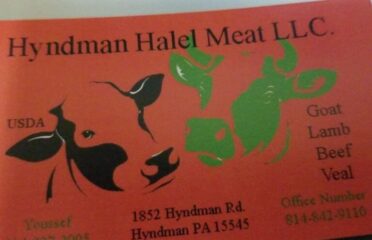 Hyndman Halel Meat LLC.
USDA
Goat
Lamb
Beef
Veal
Youssef
1852 Hyndman Rd.
Hyndman PA 15545
Office Number
814-842-9110